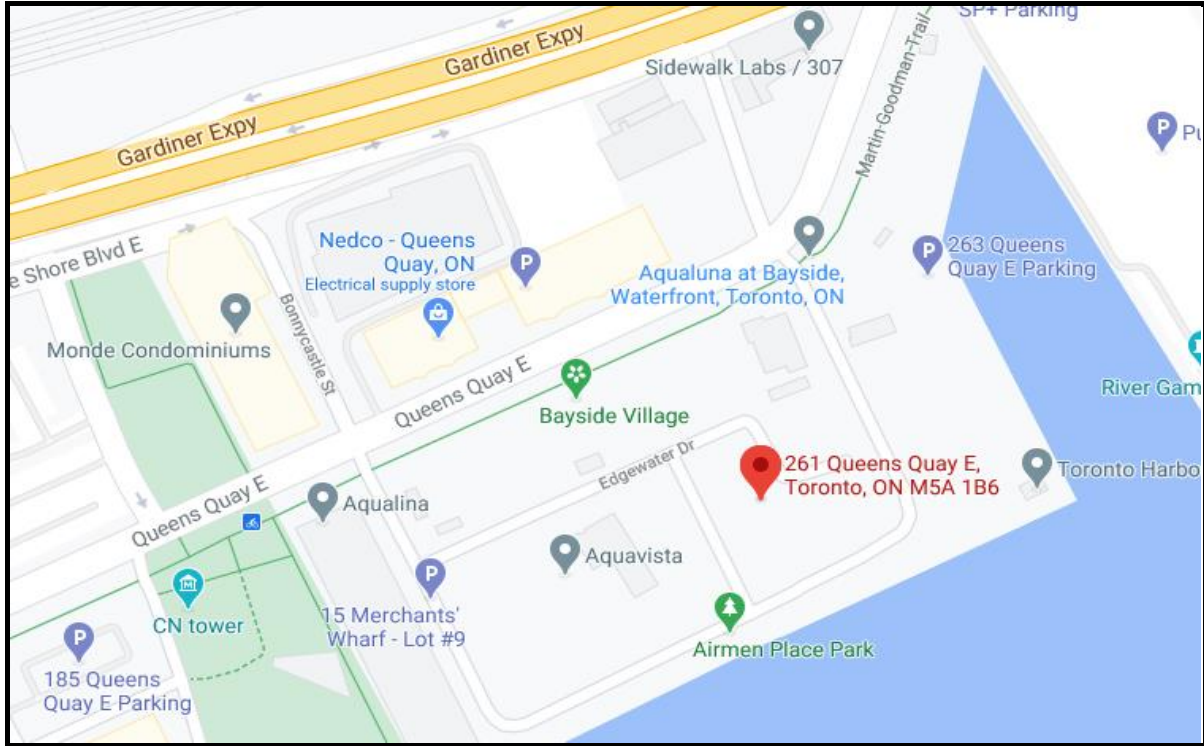 SP+ Parking
Gardiner Expy
Sidewalk Labs / 307
Gardiner Expy
Martin-Goodman-Trail
e Shore Blvd E
Nedco - Queens
Quay, ON
Electrical supply store
P
P
P
263 Queens
Quay E Parking
Aqualuna at Bayside,
Waterfront, Toronto, ON
Bonnycastle St
Monde Condominiums
Queens Quay E
Bayside Village
River Gam
Edgewater Dr
261 Queens Quay E,
Toronto, ON M5A 1B6
Toronto Harbo
Queens Quay E
Aqualina
Aquavista
P
15 Merchants'
Wharf - Lot #9
CN tower
Airmen Place Park
P
185 Queens
Quay E Parking